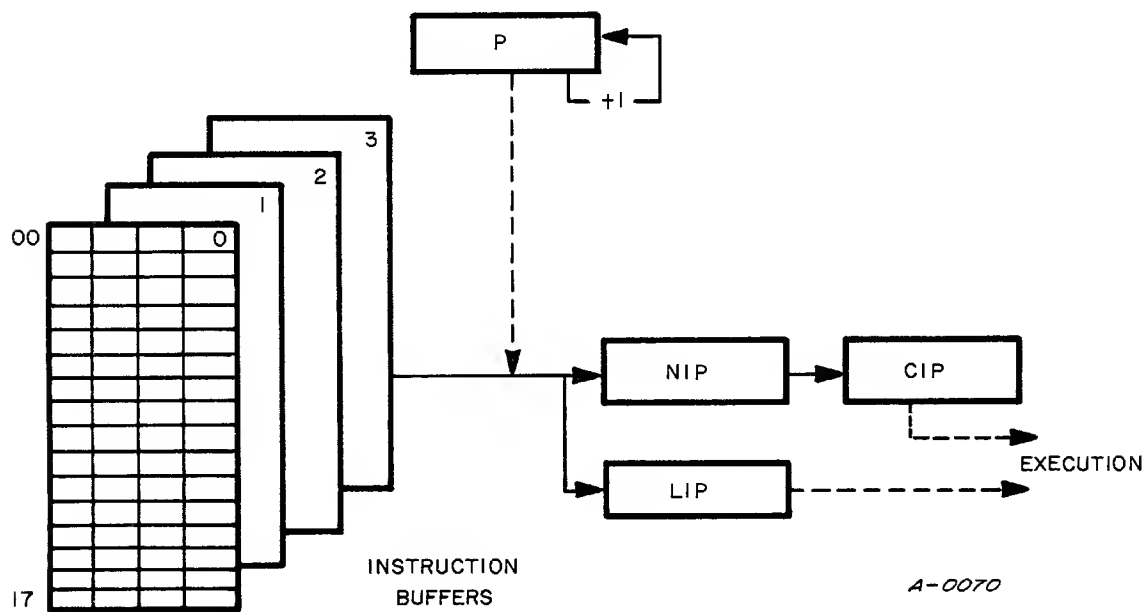 P
+1
3
2
1
00
0
NIP
CIP
EXECUTION
LIP
17
INSTRUCTION
BUFFERS
A-0070